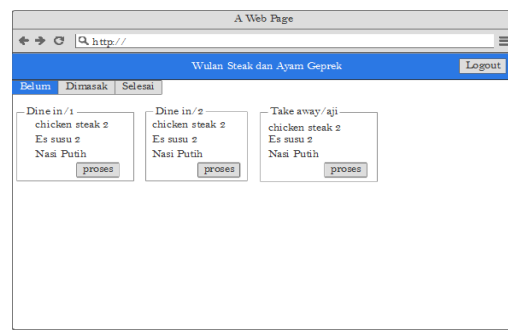 A Web Page
http://
Wulan Steak dan Ayam Geprek
Logout
Belum Dimasak Selesai
Dine in/1
chicken steak 2
Es susu 2
Nasi Putih
proses
Dine in/2
chicken steak 2
Es susu 2
Nasi Putih
proses
Take away/aji
chicken steak 2
Es susu 2
Nasi Putih
proses